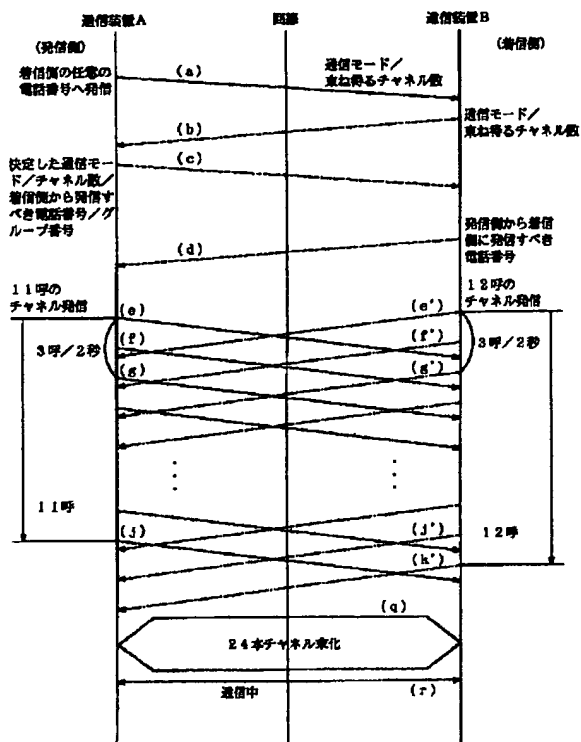 通信装置A
回線
通信装置B
(発信側)
(着信側)
着信側の任意の
電話番号へ発信
(a)
通信モード/
束ね得るチャネル数
(b)
通信モード/
束ね得るチャネル数
(c)
決定した通信モー
ド/チャネル数/
着信側から発信す
べき電話番号/グ
ループ番号
(d)
発信側から着信
側に発信すべき
電話番号
11呼の
チャネル発信
12呼の
チャネル発信
(e)
(e')
(f)
(f')
3呼/2秒
3呼/2秒
(g)
(g')
11呼
12呼
(j)
(j')
(k')
(q)
24本チャネル束化
通信中
(r)